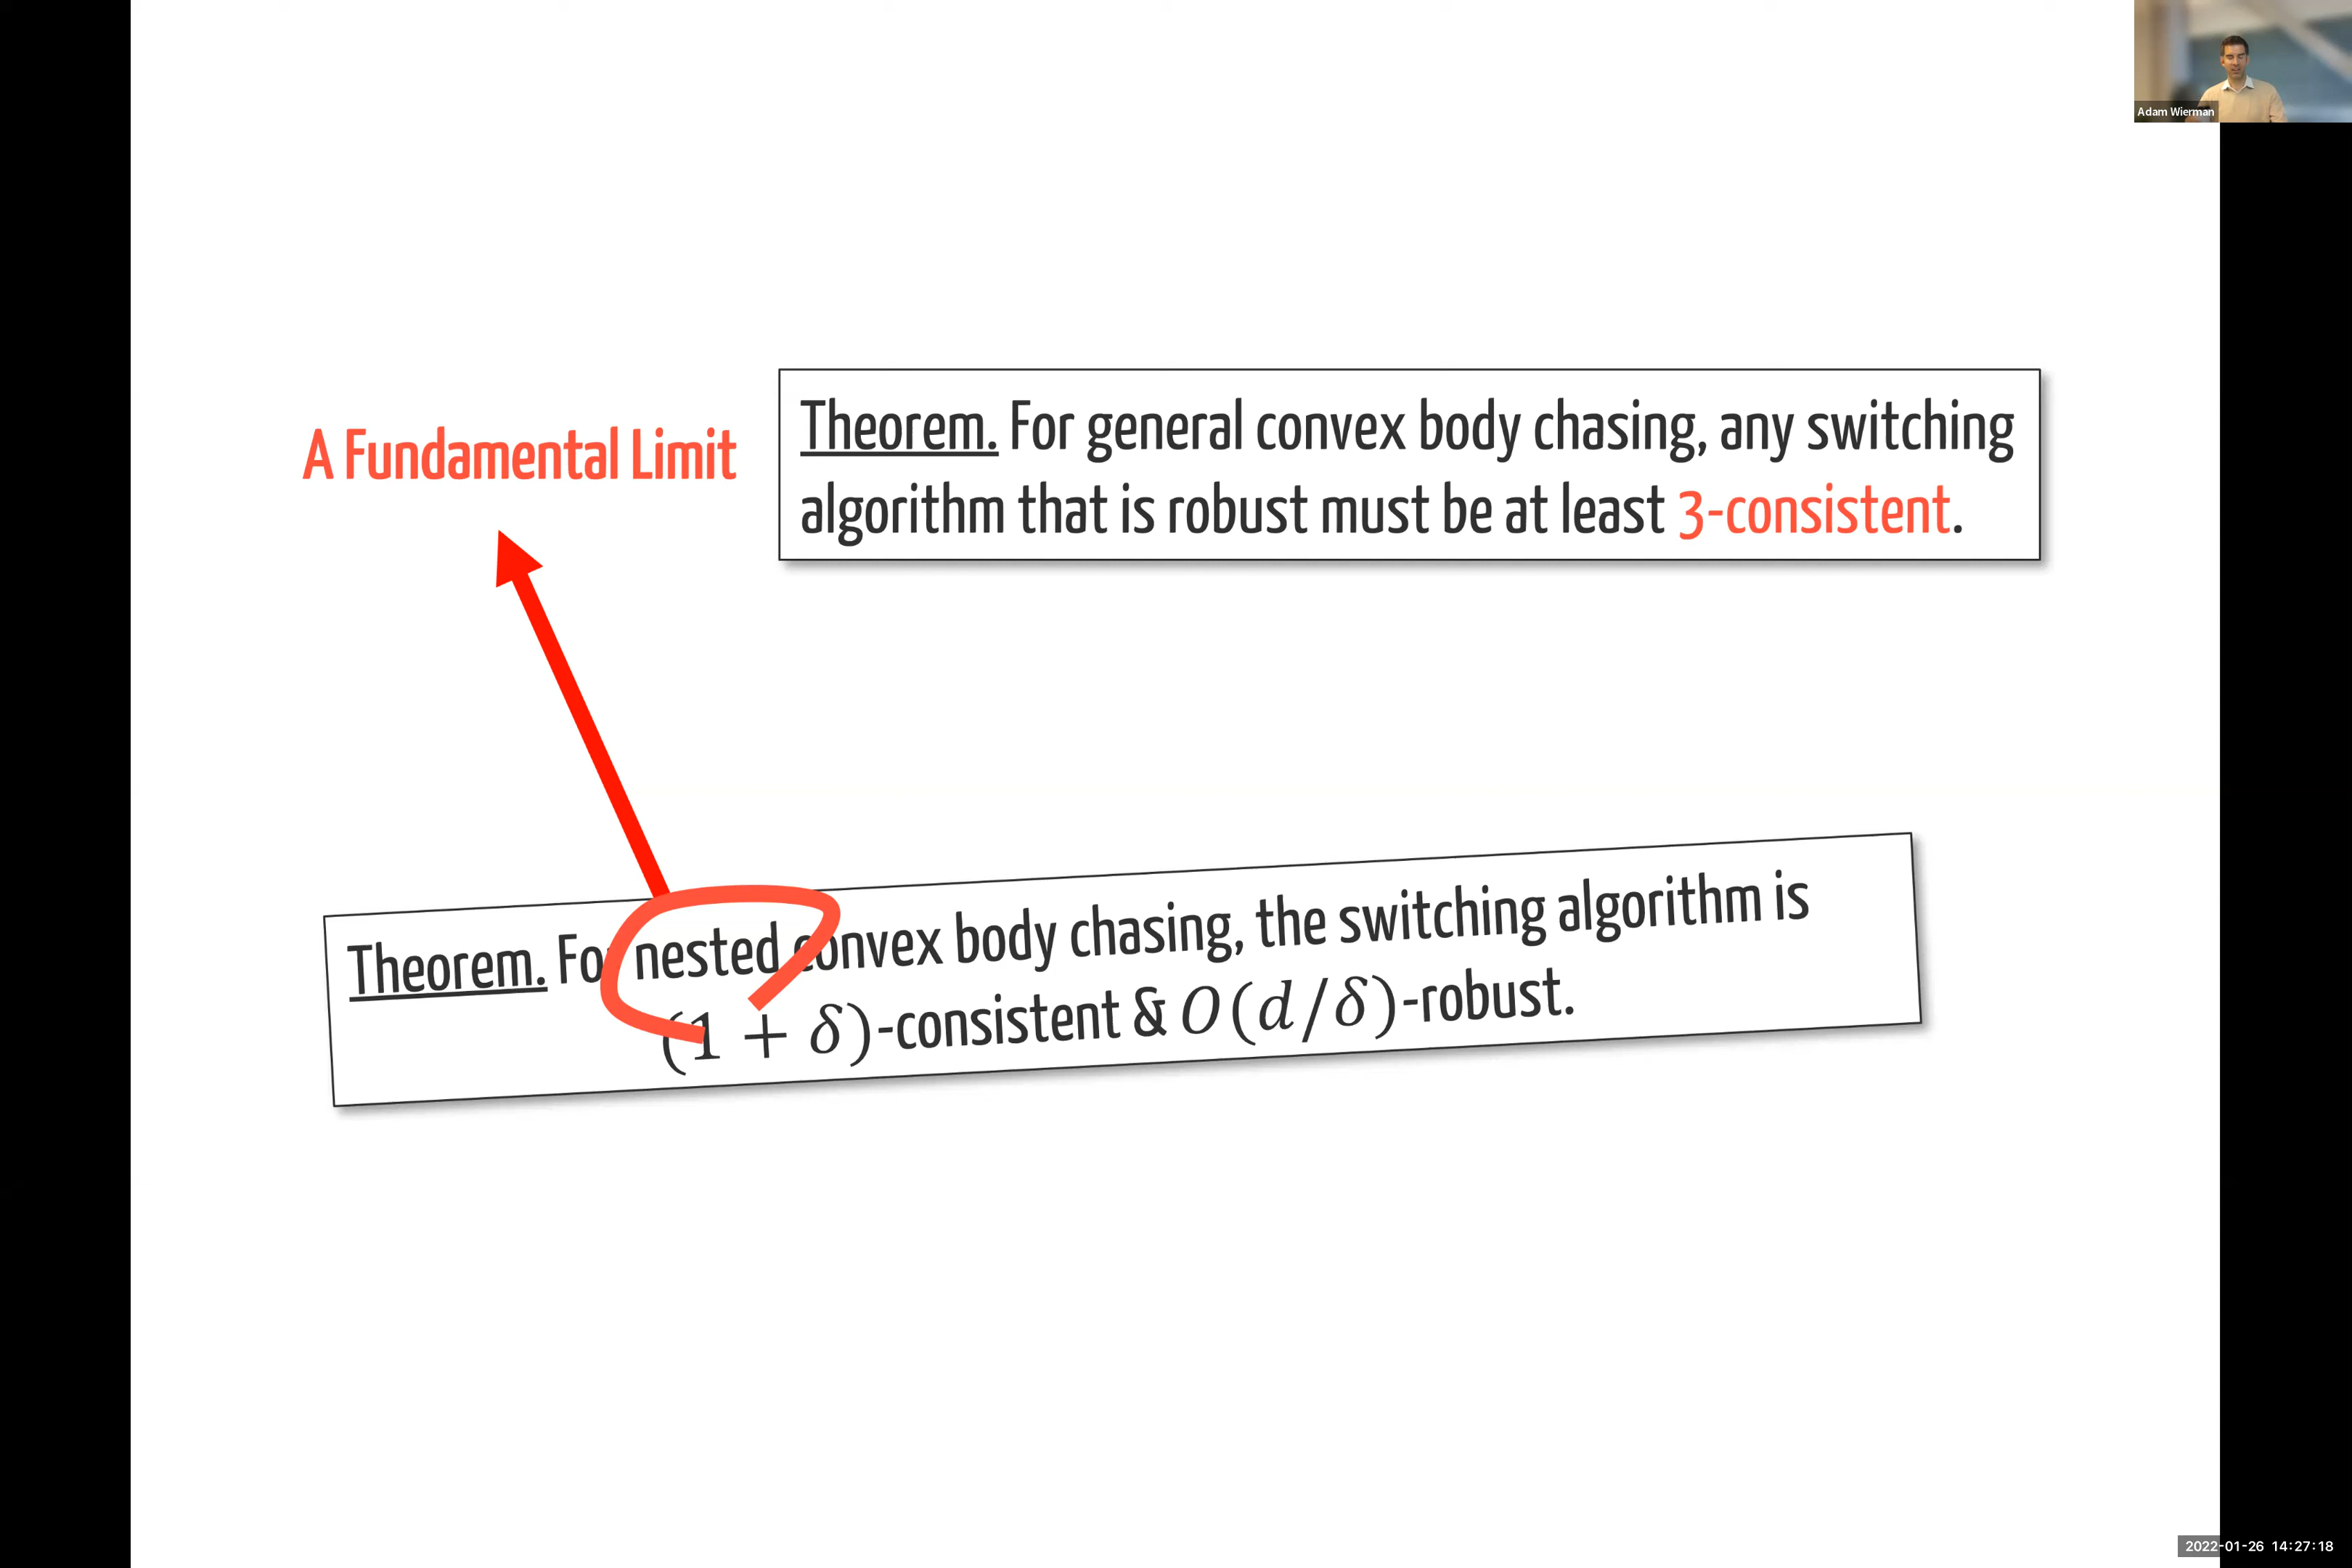 Adam Wierman
A Fundamental Limit
Theorem. For general convex body chasing, any switching
algorithm that is robust must be at least 3-consistent.
Theorem. For nested convex body chasing, the switching algorithm is
(1 + δ)-consistent & O(d/δ)-robust.
2022-01-26 14:27:18